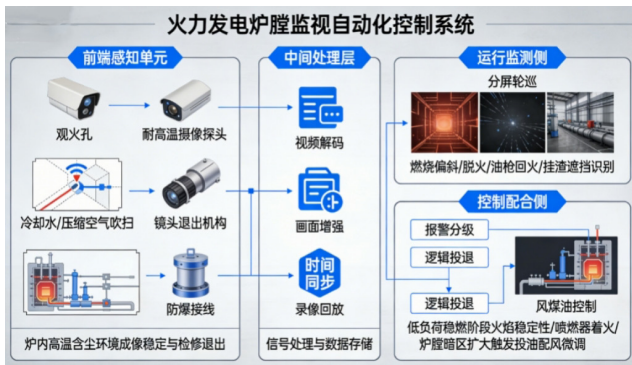 火力发电炉膛监视自动化控制系统
前端感知单元
观火孔
耐高温摄像探头
冷却水/压缩空气吹扫
镜头退出机构
防爆接线
炉内高温含尘环境成像稳定与检修退出
中间处理层
视频解码
画面增强
时间
同步
录像回放
信号处理与数据存储
运行监测侧
分屏轮巡
燃烧偏斜/脱火/油枪回火/挂渣遮挡识别
控制配合侧
报警分级
逻辑投退
逻辑投退
风煤油控制
低负荷稳燃阶段火焰稳定性/喷燃器着火/
炉膛暗区扩大触发投油配风微调